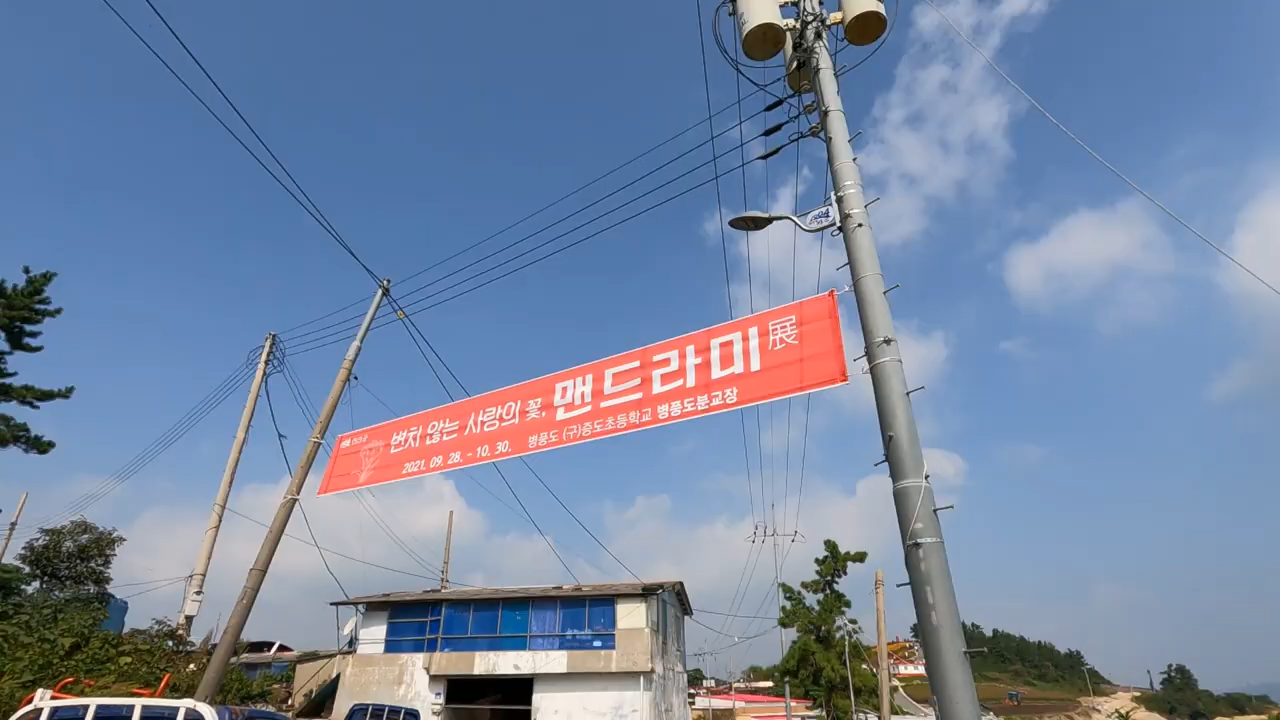 변치 않는 사랑의 꽃, 맨드라미 展
2021. 09. 28. - 10. 30. 병풍도 (구)중도초등학교 병풍도분교장